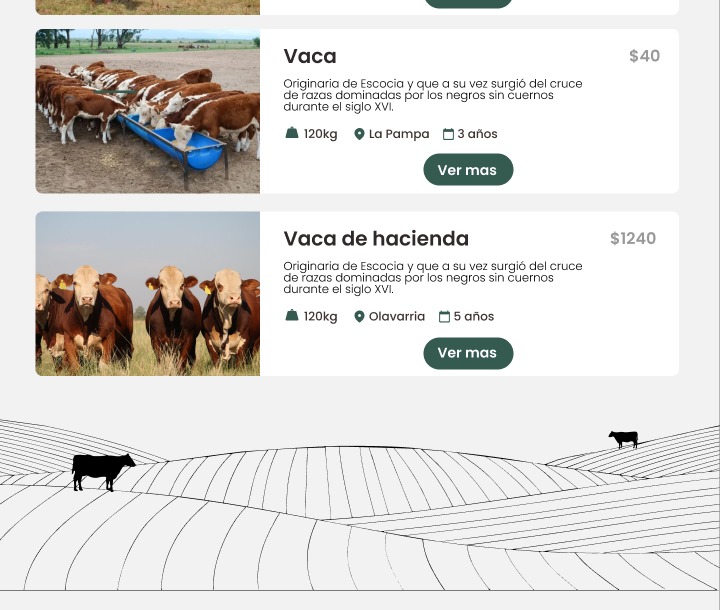 Vaca
$40
Originaria de Escocia y que a su vez surgió del cruce
de razas dominadas por los negros sin cuernos
durante el siglo XVI.
120kg La Pampa 3 años
Ver mas
Vaca de hacienda
$1240
Originaria de Escocia y que a su vez surgió del cruce
de razas dominadas por los negros sin cuernos
durante el siglo XVI.
120kg Olavarria 5 años
Ver mas